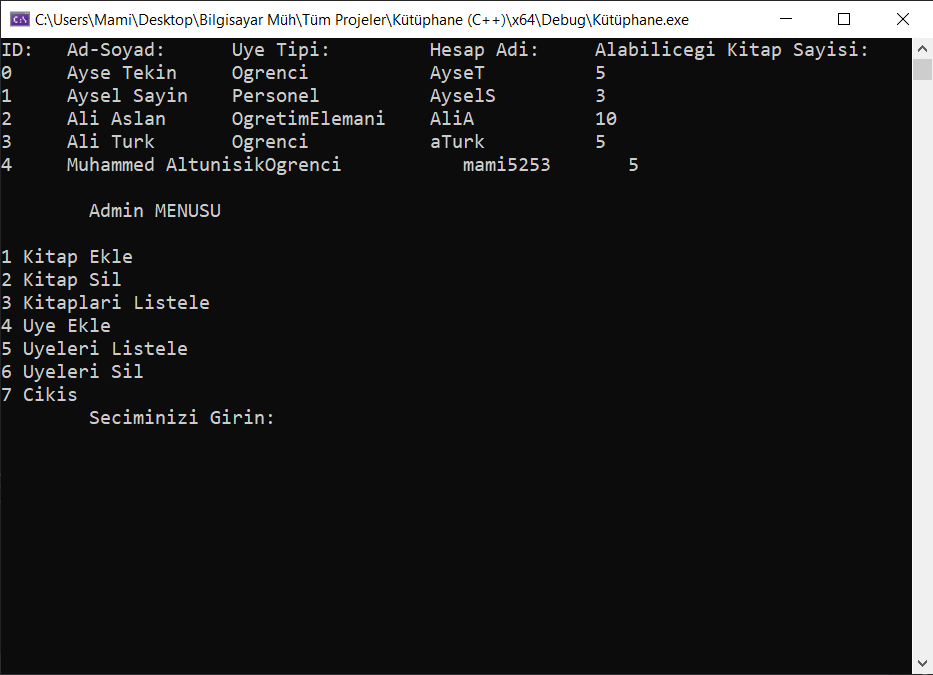 C:\Users\Mami\Desktop\Bilgisayar Müh\Tüm Projeler\Kütüphane (C++)\x64\Debug\Kütüphane.exe
ID: Ad-Soyad: Uye Tipi: Hesap Adi: Alabilicegi Kitap Sayisi:
0 Ayse Tekin Ogrenci AyseT 5
1 Aysel Sayin Personel AyselS 3
2 Ali Aslan OgretimElemani AliA 10
3 Ali Turk Ogrenci aTurk 5
4 Muhammed AltunisikOgrenci mami5253 5
Admin MENUSU
1 Kitap Ekle
2 Kitap Sil
3 Kitaplari Listele
4 Uye Ekle
5 Uyeleri Listele
6 Uyeleri Sil
7 Cikis
Seciminizi Girin: